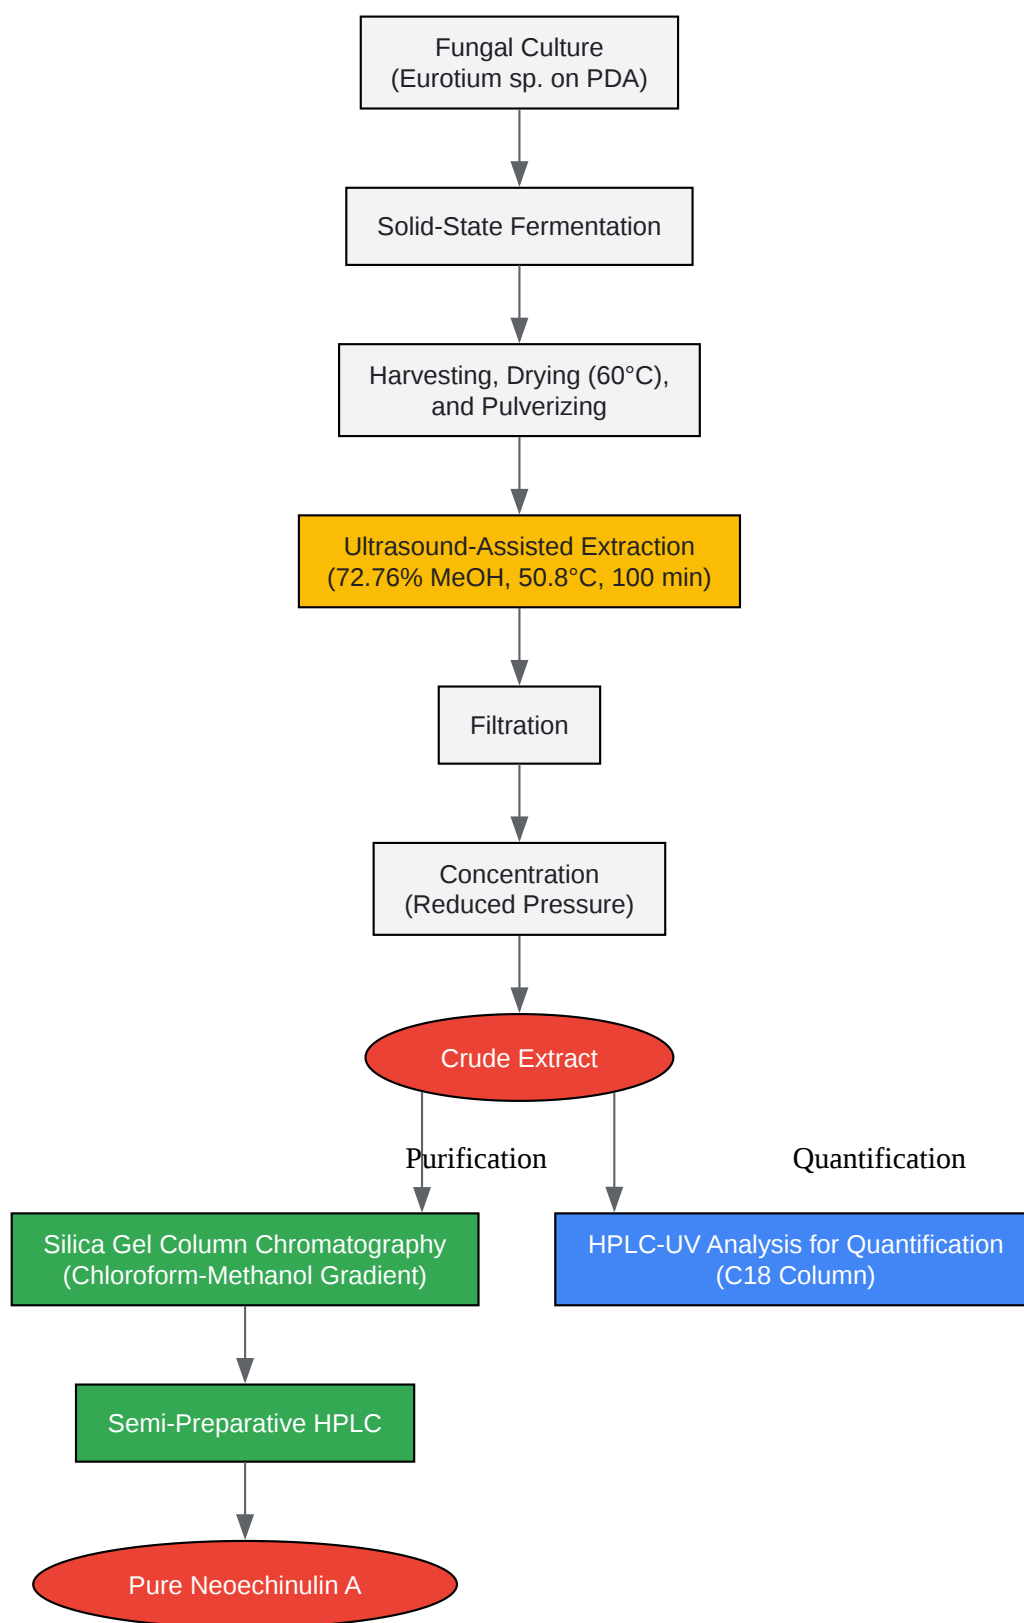 Fungal Culture
(Eurotium sp. on PDA)
Solid-State Fermentation
Harvesting, Drying (60°C),
and Pulverizing
Ultrasound-Assisted Extraction
(72.76% MeOH, 50.8°C, 100 min)
Filtration
Concentration
(Reduced Pressure)
Crude Extract
Purification
Quantification
Silica Gel Column Chromatography
(Chloroform-Methanol Gradient)
HPLC-UV Analysis for Quantification
(C18 Column)
Semi-Preparative HPLC
Pure Neoechinulin A